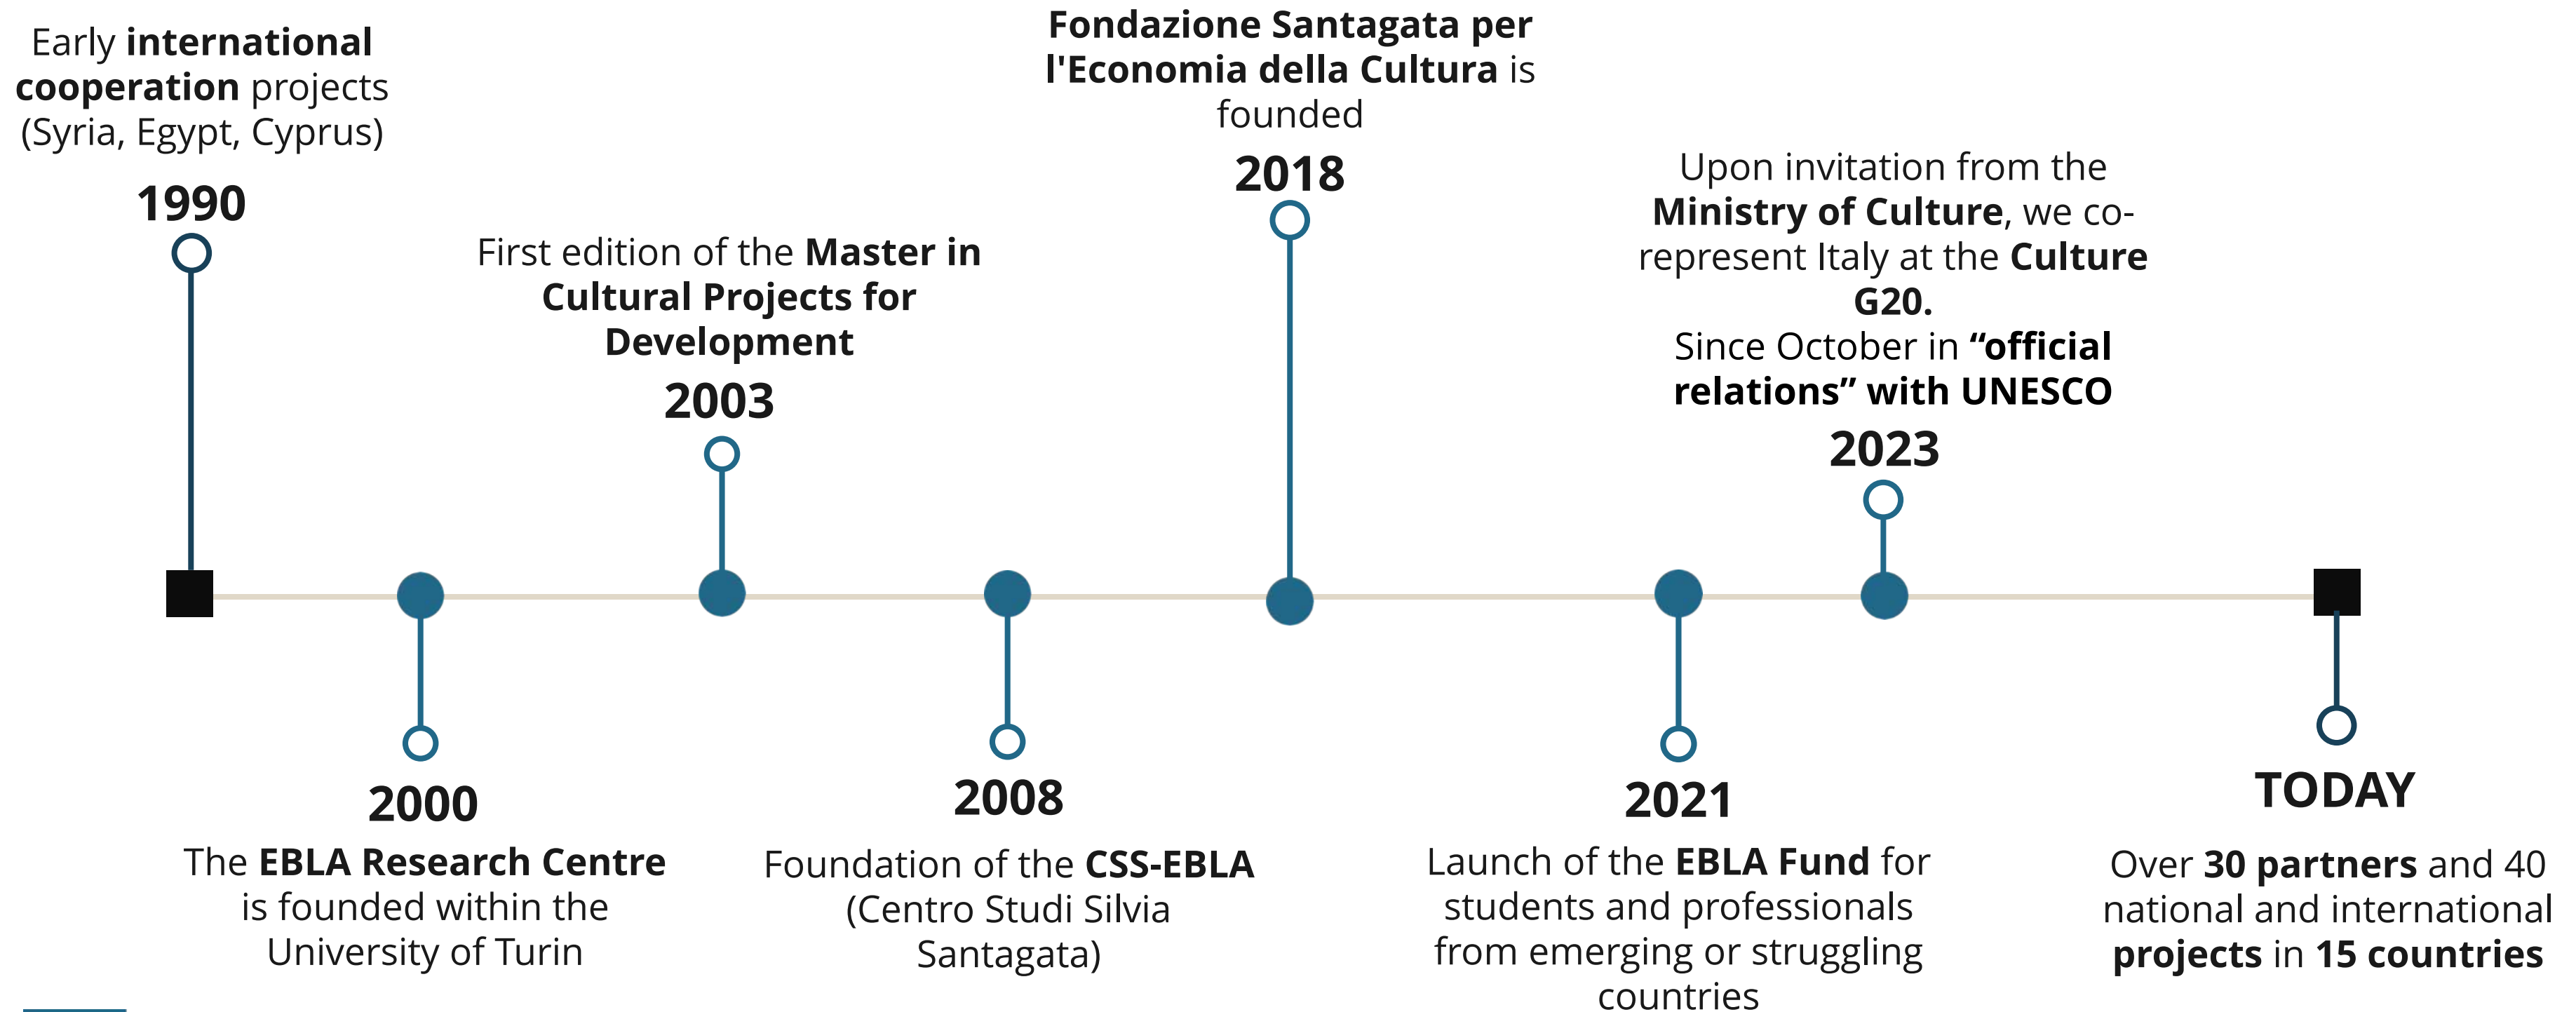 Early international
cooperation projects
(Syria, Egypt, Cyprus)
1990
The EBLA Research Centre
is founded within the
University of Turin
2000
First edition of the Master in
Cultural Projects for
Development
2003
2008
Foundation of the CSS-EBLA
(Centro Studi Silvia
Santagata)
Fondazione Santagata per
l'Economia della Cultura is
founded
2018
2021
Launch of the EBLA Fund for
students and professionals
from emerging or struggling
countries
Upon invitation from the
Ministry of Culture, we co-
represent Italy at the Culture
G20.
Since October in “official
relations” with UNESCO
2023
TODAY
Over 30 partners and 40
national and international
projects in 15 countries